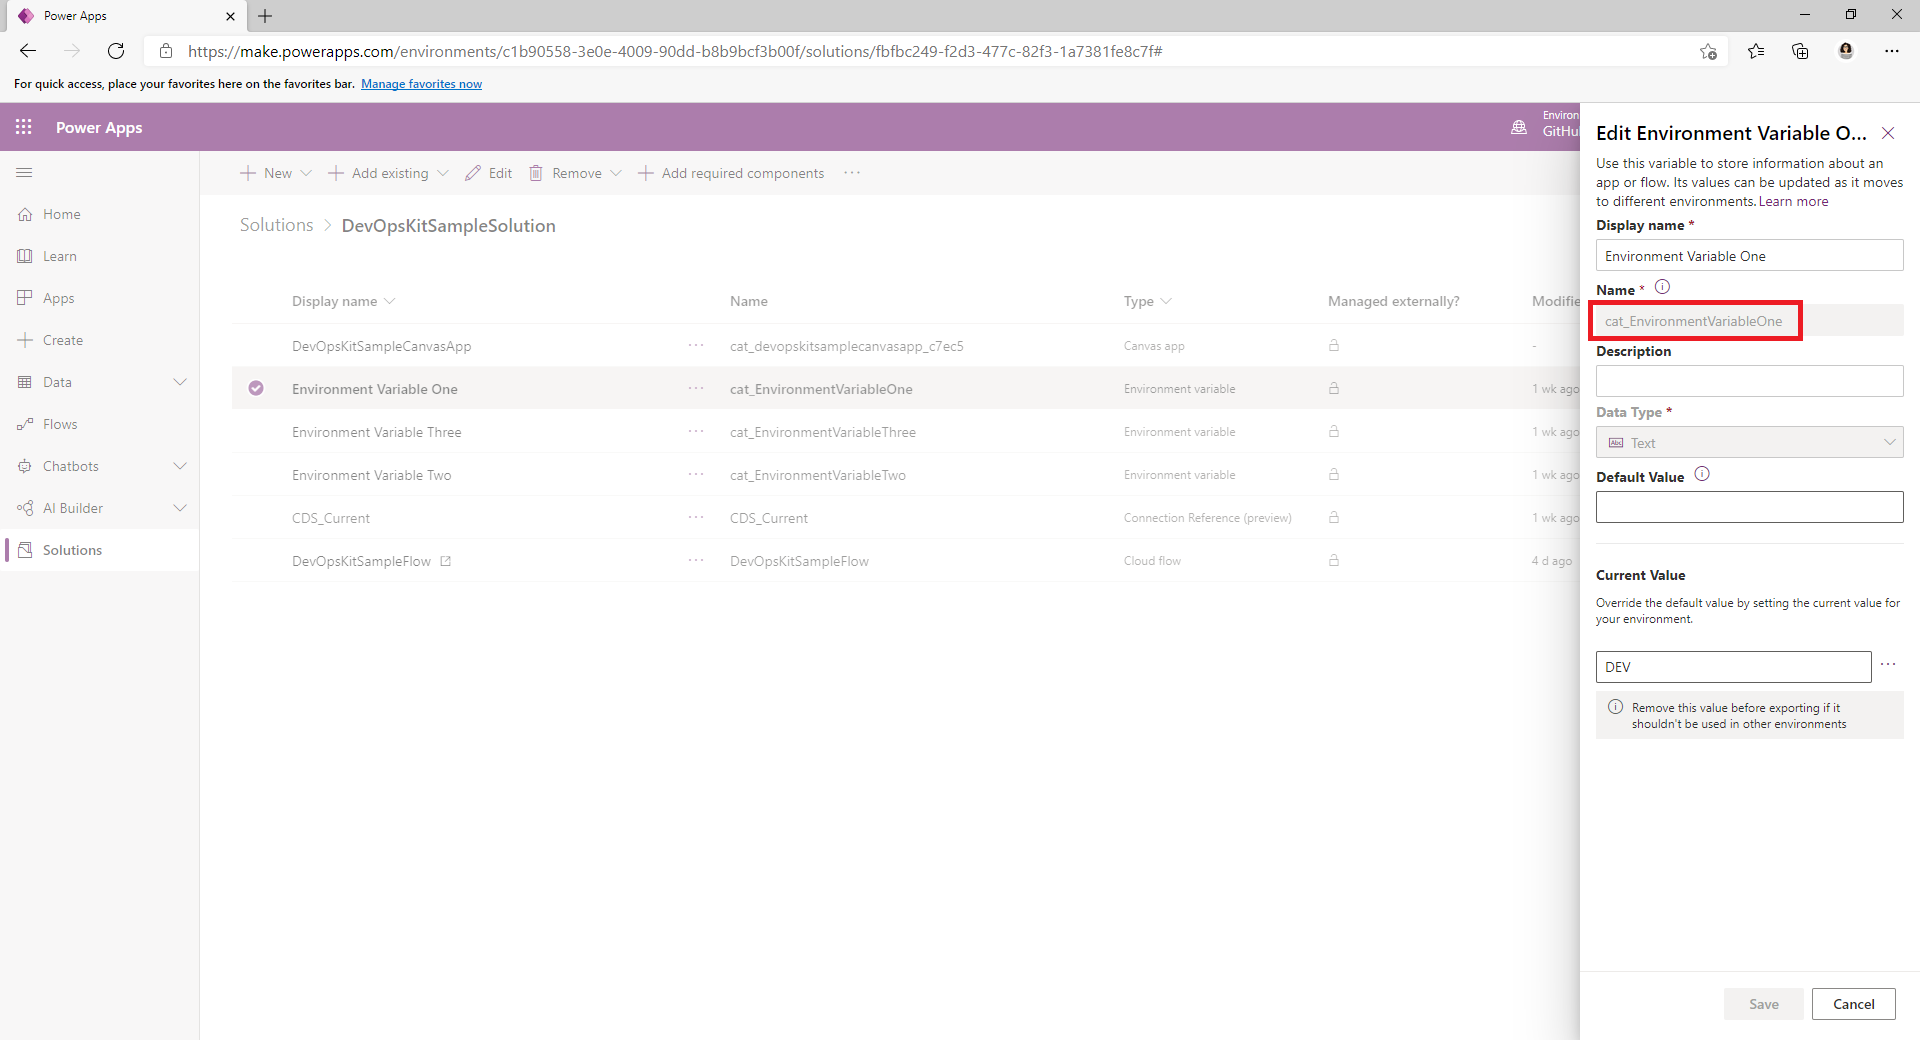 Power Apps
https://make.powerapps.com/environments/c1b90558-3e0e-4009-90dd-b8b9bcf3b00f/solutions/fbfbc249-f2d3-477c-82f3-1a7381fe8c7f#
For quick access, place your favorites here on the favorites bar. Manage favorites now
Power Apps
Environ
GitHu
New
Add existing
Edit
Remove
Add required components
Home
Learn
Apps
Create
Data
Flows
Chatbots
AI Builder
Solutions
Solutions > DevOpsKitSampleSolution
Display name Name Type Managed externally? Modifie
DevOpsKitSampleCanvasApp ··· cat_devopskitsamplecanvasapp_c7ec5 Canvas app -
Environment Variable One ··· cat_EnvironmentVariableOne Environment variable 1 wk ago
Environment Variable Three ··· cat_EnvironmentVariableThree Environment variable 1 wk ago
Environment Variable Two ··· cat_EnvironmentVariableTwo Environment variable 1 wk ago
CDS_Current ··· CDS_Current Connection Reference (preview) 1 wk ago
DevOpsKitSampleFlow ··· DevOpsKitSampleFlow Cloud flow 4 d ago
Edit Environment Variable O...
Use this variable to store information about an
app or flow. Its values can be updated as it moves
to different environments. Learn more
Display name *
Environment Variable One
Name *
cat_EnvironmentVariableOne
Description
Data Type *
Abc Text
Default Value
Current Value
Override the default value by setting the current value for
your environment.
DEV
Remove this value before exporting if it
shouldn't be used in other environments
Save
Cancel